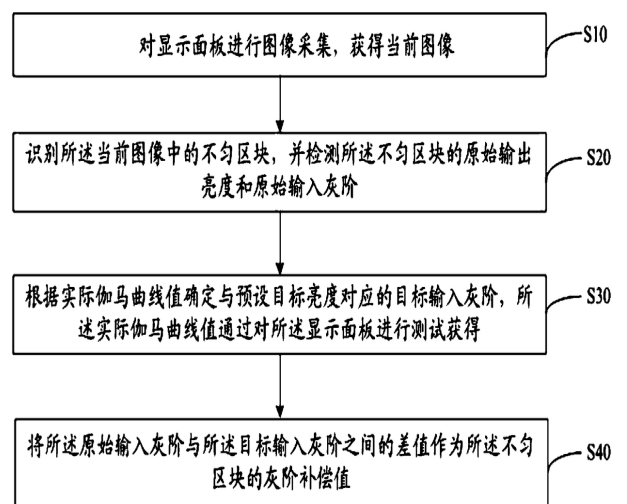 对显示面板进行图像采集，获得当前图像
S10
识别所述当前图像中的不匀区块，并检测所述不匀区块的原始输出
亮度和原始输入灰阶
S20
根据实际伽马曲线值确定与预设目标亮度对应的目标输入灰阶，所
述实际伽马曲线值通过对所述显示面板进行测试获得
S30
将所述原始输入灰阶与所述目标输入灰阶之间的差值作为所述不匀
区块的灰阶补偿值
S40